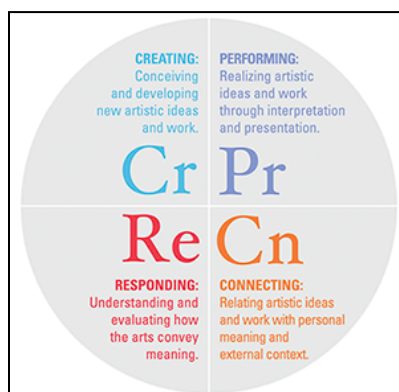 CREATING:
Conceiving
and developing
new artistic ideas
and work.
Cr
PERFORMING:
Realizing artistic
ideas and work
through interpretation
and presentation.
Pr
Re
RESPONDING:
Understanding and
evaluating how
the arts convey
meaning.
Cn
CONNECTING:
Relating artistic ideas
and work with personal
meaning and
external context.